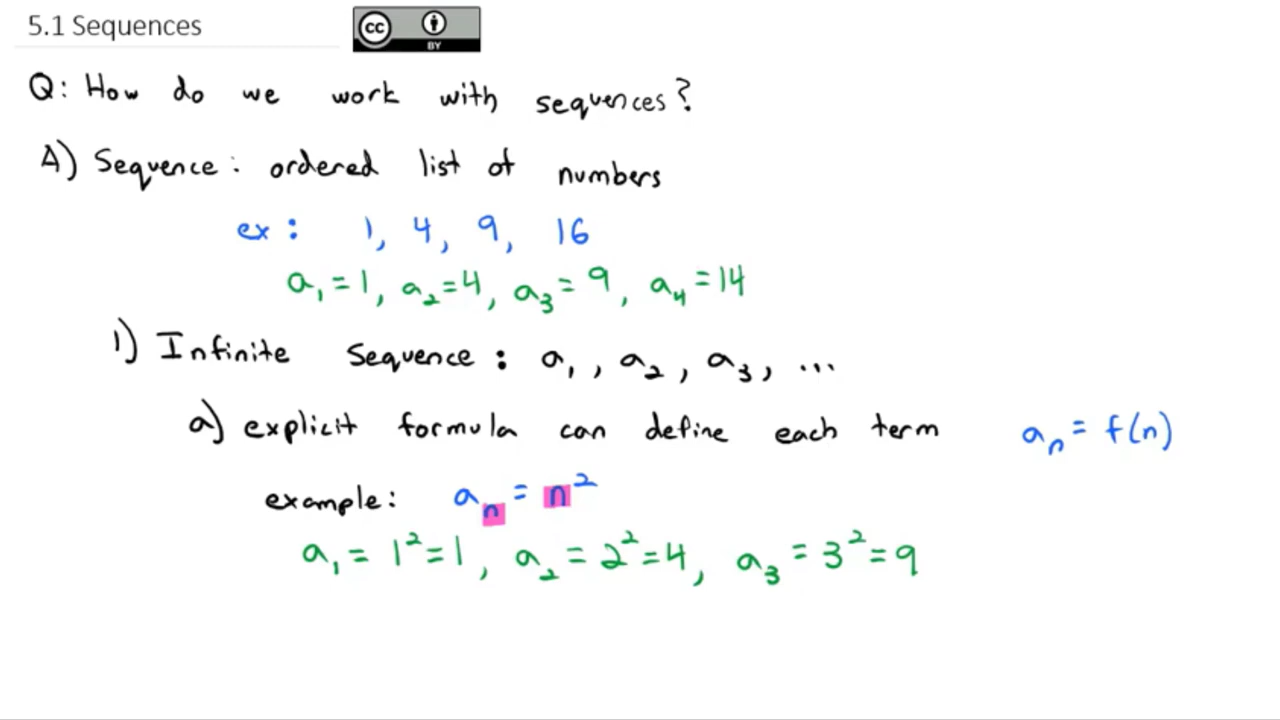 5.1 Sequences
cc BY
Q: How do we work with sequences?
A) Sequence: ordered list of numbers
ex: 1, 4, 9, 16
a₁ = 1, a₂ = 4, a₃ = 9, a₄ = 14
1) Infinite Sequence: a₁, a₂, a₃, ...
a) explicit formula can define each term aₙ = f(n)
example: aₙ = n²
a₁ = 1² = 1, a₂ = 2² = 4, a₃ = 3² = 9